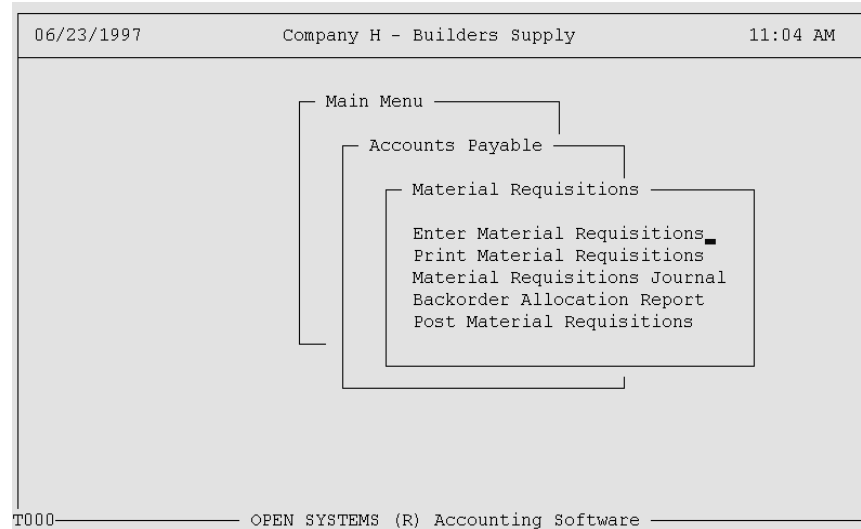 06/23/1997 Company H - Builders Supply 11:04 AM
Main Menu
Accounts Payable
Material Requisitions
Enter Material Requisitions
Print Material Requisitions
Material Requisitions Journal
Backorder Allocation Report
Post Material Requisitions
T000 OPEN SYSTEMS (R) Accounting Software